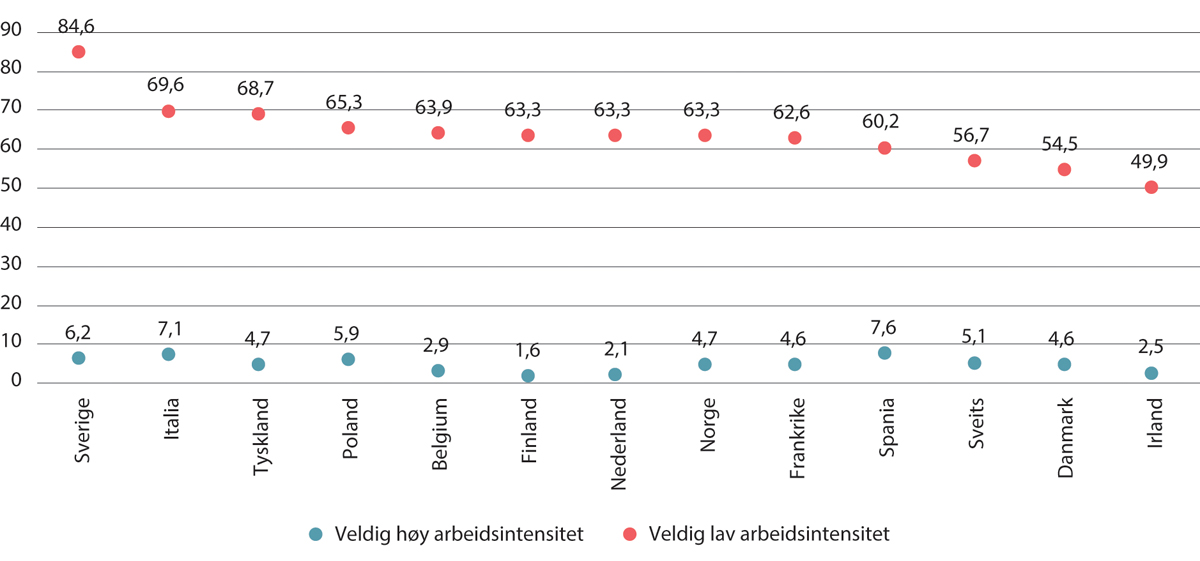 90
84,6
80
69,6
68,7
65,3
63,9
63,3
63,3
63,3
62,6
60,2
56,7
54,5
49,9
70
60
50
40
30
20
10
6,2
7,1
4,7
5,9
2,9
1,6
2,1
4,7
4,6
7,6
5,1
4,6
2,5
0
Sverige
Italia
Tyskland
Poland
Belgium
Finland
Nederland
Norge
Frankrike
Spania
Sveits
Danmark
Irland
Veldig høy arbeidsintensitet
Veldig lav arbeidsintensitet